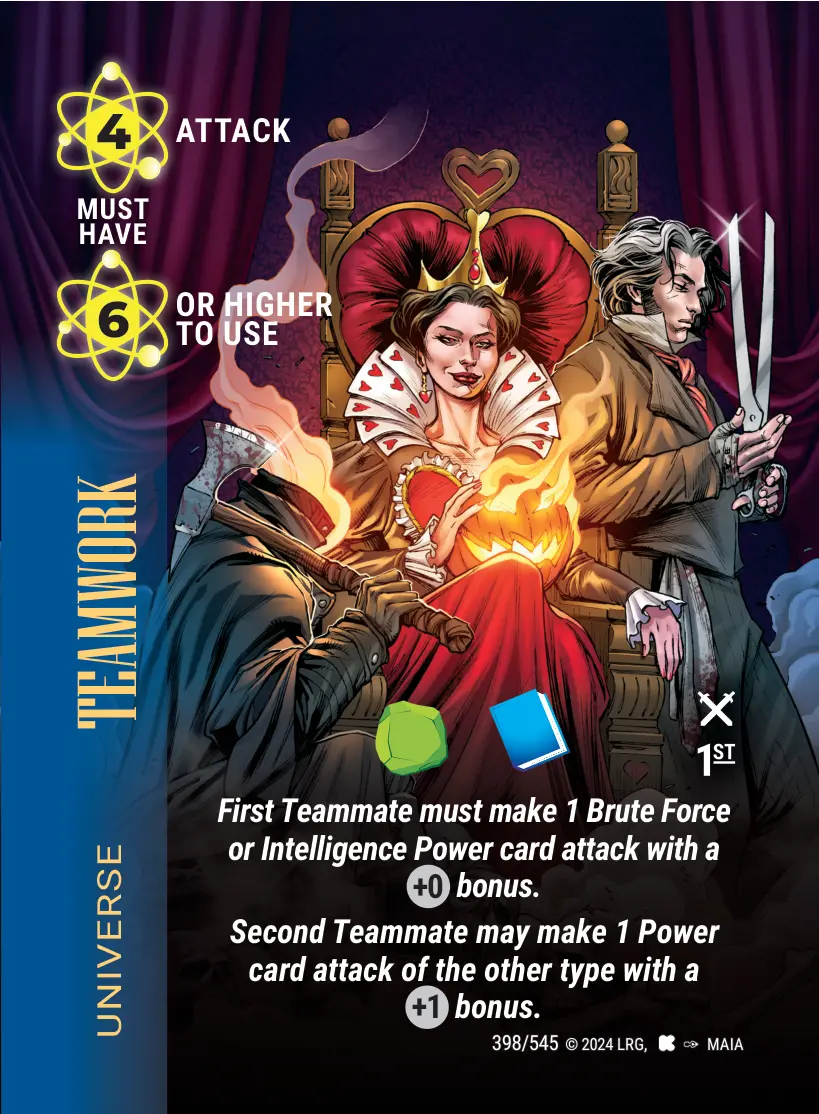 4 ATTACK
MUST
HAVE
6 OR HIGHER
TO USE
TEAMWORK
UNIVERSE
1ST
First Teammate must make 1 Brute Force
or Intelligence Power card attack with a
+0 bonus.
Second Teammate may make 1 Power
card attack of the other type with a
+1 bonus.
398/545 © 2024 LRG, MAIA